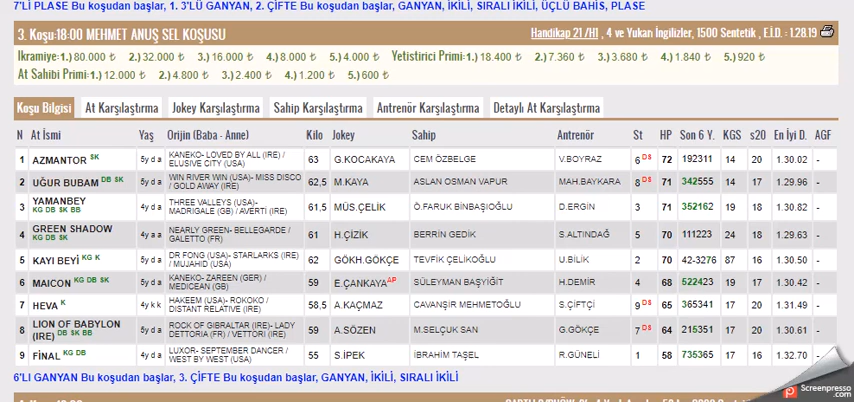 7'Lİ PLASE Bu koşudan başlar, 1. 3'LÜ GANYAN, 2. ÇİFTE Bu koşudan başlar, GANYAN, İKİLİ, SIRALI İKİLİ, ÜÇLÜ BAHİS, PLASE
3. Koşu:18:00 MEHMET ANUŞ SEL KOŞUSU Handikap 21 /H1 , 4 ve Yukarı İngilizler, 1500 Sentetik , E.İ.D. : 1.28.19
Ikramiye:1.) 80.000 ₺ 2.) 32.000 ₺ 3.) 16.000 ₺ 4.) 8.000 ₺ 5.) 4.000 ₺ Yetiştirici Primi:1.) 18.400 ₺ 2.) 7.360 ₺ 3.) 3.680 ₺ 4.) 1.840 ₺ 5.) 920 ₺
At Sahibi Primi:1.) 12.000 ₺ 2.) 4.800 ₺ 3.) 2.400 ₺ 4.) 1.200 ₺ 5.) 600 ₺
Koşu Bilgisi At Karşılaştırma Jokey Karşılaştırma Sahip Karşılaştırma Antrenör Karşılaştırma Detaylı At Karşılaştırma
N At İsmi Yaş Orijin (Baba - Anne) Kilo Jokey Sahip Antrenör St HP Son 6 Y. KGS s20 En İyi D. AGF
1 AZMANTOR SK 5y d a KANEKO- LOVED BY ALL (IRE) / ELUSIVE CITY (USA) 63 G.KOCAKAYA CEM ÖZBELGE V.BOYRAZ 6 DS 72 192311 14 20 1.30.02 -
2 UĞUR BUBAM DB SK 5y d a WIN RIVER WIN (USA)- MISS DISCO / GOLD AWAY (IRE) 62,5 M.KAYA ASLAN OSMAN VAPUR MAH.BAYKARA 8 DS 71 342555 14 17 1.29.96 -
3 YAMANBEY KG DB SK BB 4y d a THREE VALLEYS (USA)- MADRIGALE (GB) / AVERTI (IRE) 61,5 MÜS.ÇELİK Ö.FARUK BİNBAŞIOĞLU D.ERGİN 3 71 352162 19 18 1.30.82 -
4 GREEN SHADOW KG DB SK 4y a a NEARLY GREEN- BELLEGARDE / GALETTO (FR) 61 H.ÇİZİK BERRİN GEDİK S.ALTINDAĞ 5 70 111223 24 18 1.29.63 -
5 KAYI BEYİ KG K 5y d a DR FONG (USA)- STARLARKS (IRE) / MUJAHID (USA) 62 GÖKH.GÖKÇE TEVFİK ÇELİKOĞLU U.BİLİK 2 70 42-3276 87 16 1.30.50 -
6 MAICON KG DB SK 5y d a KANEKO- ZAREEN (GER) / MEDICEAN (GB) 59 E.ÇANKAYA AP SÜLEYMAN BAŞYİĞİT H.DEMİR 4 68 522423 19 17 1.30.42 -
7 HEVA K 4y k k HAKEEM (USA)- ROKOKO / DISTANT RELATIVE (IRE) 58,5 A.KAÇMAZ CAVANŞIR MEHMETOĞLU S.ÇİFTÇİ 9 DS 65 365341 17 20 1.31.49 -
8 LION OF BABYLON (IRE) DB SK BB 5y d a ROCK OF GIBRALTAR (IRE)- LADY DETTORIA (FR) / VETTORI (IRE) 59 A.SÖZEN M.SELÇUK SAN G.GÖKÇE 7 DS 64 215351 17 20 1.30.61 -
9 FİNAL KG DB 4y d a LUXOR- SEPTEMBER DANCER / WEST BY WEST (USA) 55 S.İPEK İBRAHİM TAŞEL R.GÜNELİ 1 58 735365 17 16 1.32.70 -
6'LI GANYAN Bu koşudan başlar, 3. ÇİFTE Bu koşudan başlar, GANYAN, İKİLİ, SIRALI İKİLİ
Screenpresso.com